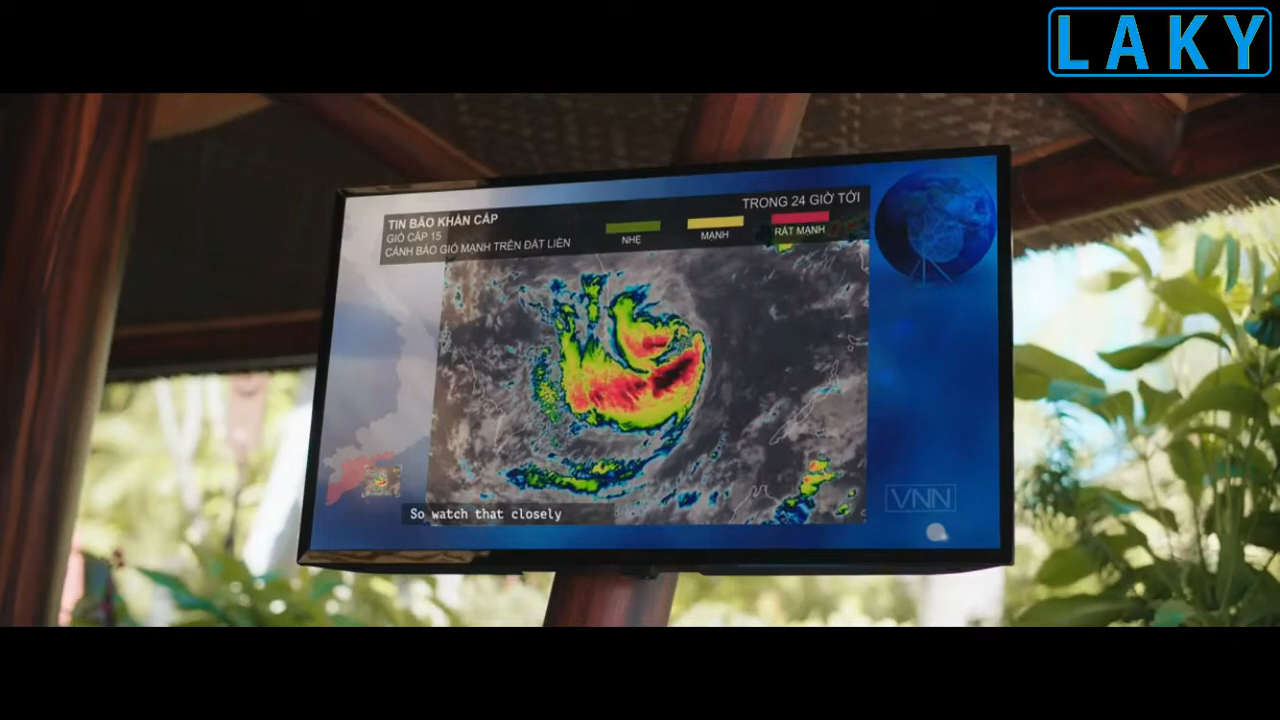 LAKY
TIN BÃO KHẨN CẤP
TRONG 24 GIỜ TỚI
GIÓ CẤP 15
CẢNH BÁO GIÓ MẠNH TRÊN ĐẤT LIỀN
NHẸ
MẠNH
RẤT MẠNH
VNN
So watch that closely